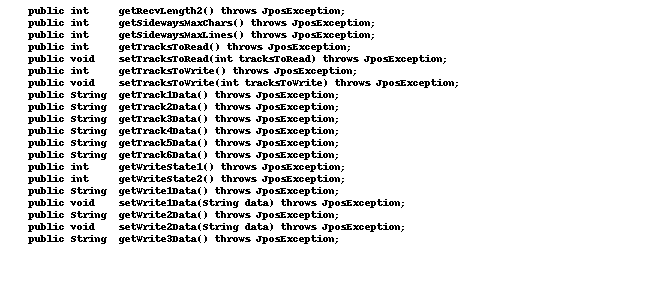 public int     getRecvLength2() throws JposException;
public int     getSidewaysMaxChars() throws JposException;
public int     getSidewaysMaxLines() throws JposException;
public int     getTracksToRead() throws JposException;
public void    setTracksToRead(int tracksToRead) throws JposException;
public int     getTracksToWrite() throws JposException;
public void    setTracksToWrite(int tracksToWrite) throws JposException;
public String  getTrack1Data() throws JposException;
public String  getTrack2Data() throws JposException;
public String  getTrack3Data() throws JposException;
public String  getTrack4Data() throws JposException;
public String  getTrack5Data() throws JposException;
public String  getTrack6Data() throws JposException;
public int     getWriteState1() throws JposException;
public int     getWriteState2() throws JposException;
public String  getWrite1Data() throws JposException;
public void    setWrite1Data(String data) throws JposException;
public String  getWrite2Data() throws JposException;
public void    setWrite2Data(String data) throws JposException;
public String  getWrite3Data() throws JposException;